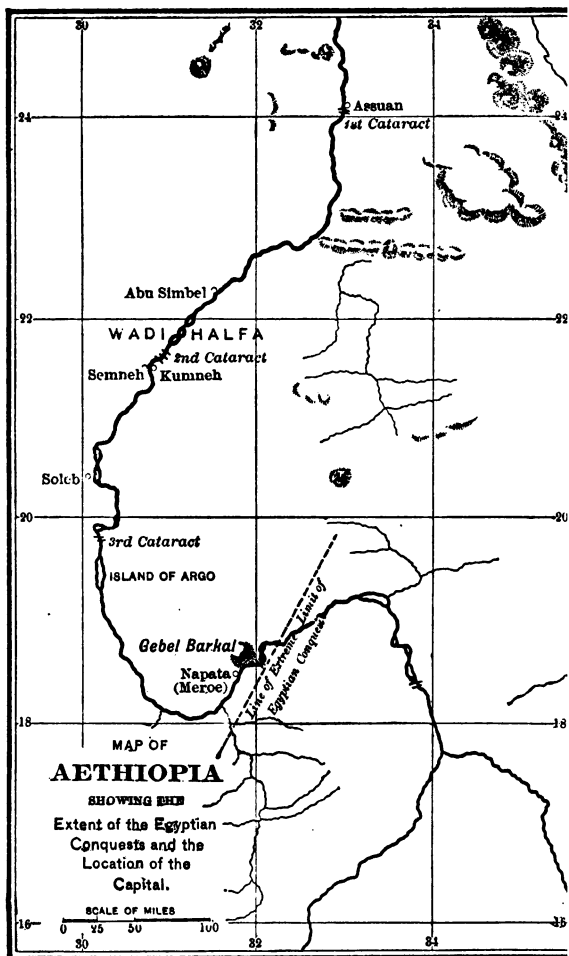 30 32 34
24 Assuan 24
1st Cataract
Abu Simbel
22 22
WADI HALFA
2nd Cataract
Semneh Kumneh
Soleb
20 20
3rd Cataract
ISLAND OF ARGO
Gebel Barkal
Napata
(Meroe)
Line of Extreme Limit of
Egyptian Conquest
18 18
MAP OF
AETHIOPIA
SHOWING THE
Extent of the Egyptian
Conquests and the
Location of the
Capital.
SCALE OF MILES
0 25 50 100
16 16
30 32 34